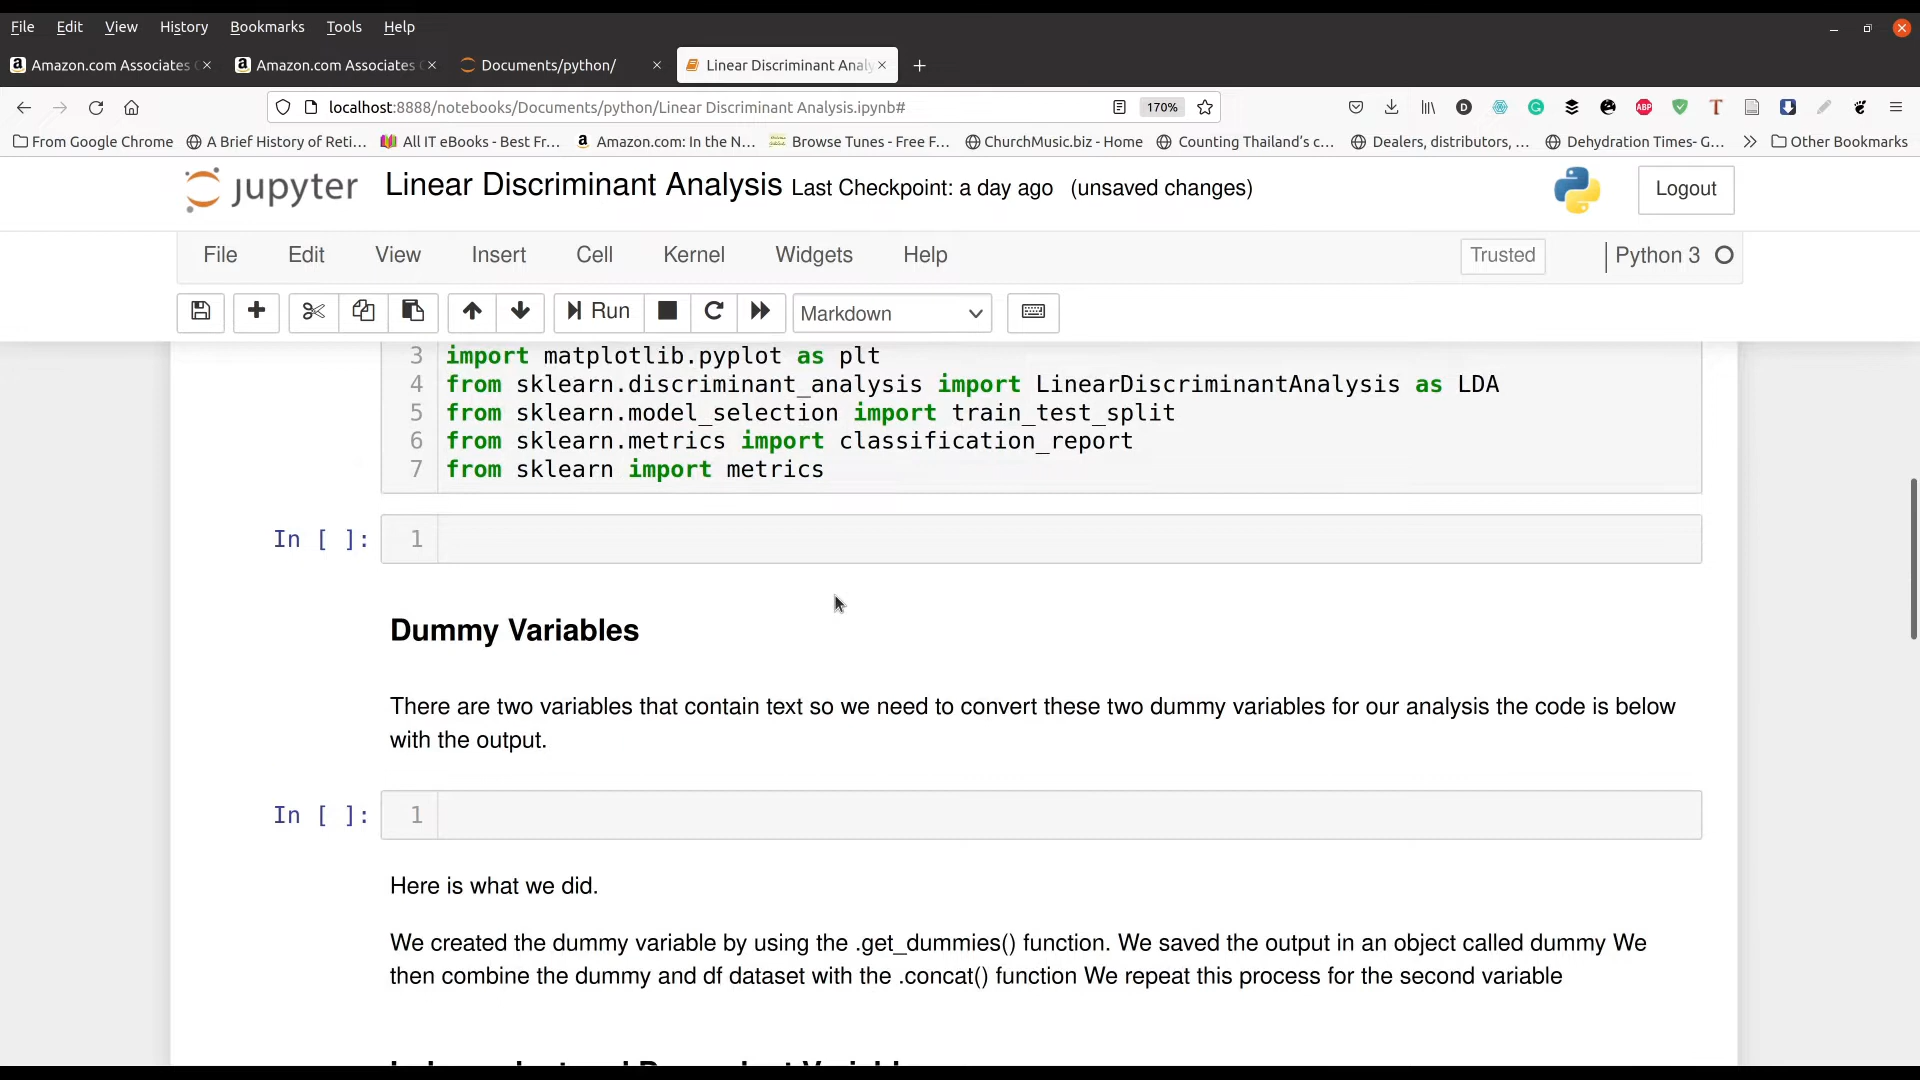 File Edit View History Bookmarks Tools Help
Amazon.com Associates Amazon.com Associates Documents/python/ Linear Discriminant Analy
localhost:8888/notebooks/Documents/python/Linear Discriminant Analysis.ipynb# 170%
From Google Chrome A Brief History of Reti... All IT eBooks - Best Fr... Amazon.com: In the N... Browse Tunes - Free F... ChurchMusic.biz - Home Counting Thailand's c... Dealers, distributors, ... Dehydration Times- G... Other Bookmarks
jupyter Linear Discriminant Analysis Last Checkpoint: a day ago (unsaved changes) Logout
File Edit View Insert Cell Kernel Widgets Help Trusted Python 3
Run Markdown
3 import matplotlib.pyplot as plt
4 from sklearn.discriminant_analysis import LinearDiscriminantAnalysis as LDA
5 from sklearn.model_selection import train_test_split
6 from sklearn.metrics import classification_report
7 from sklearn import metrics
In [ ]: 1
Dummy Variables
There are two variables that contain text so we need to convert these two dummy variables for our analysis the code is below
with the output.
In [ ]: 1
Here is what we did.
We created the dummy variable by using the .get_dummies() function. We saved the output in an object called dummy We
then combine the dummy and df dataset with the .concat() function We repeat this process for the second variable